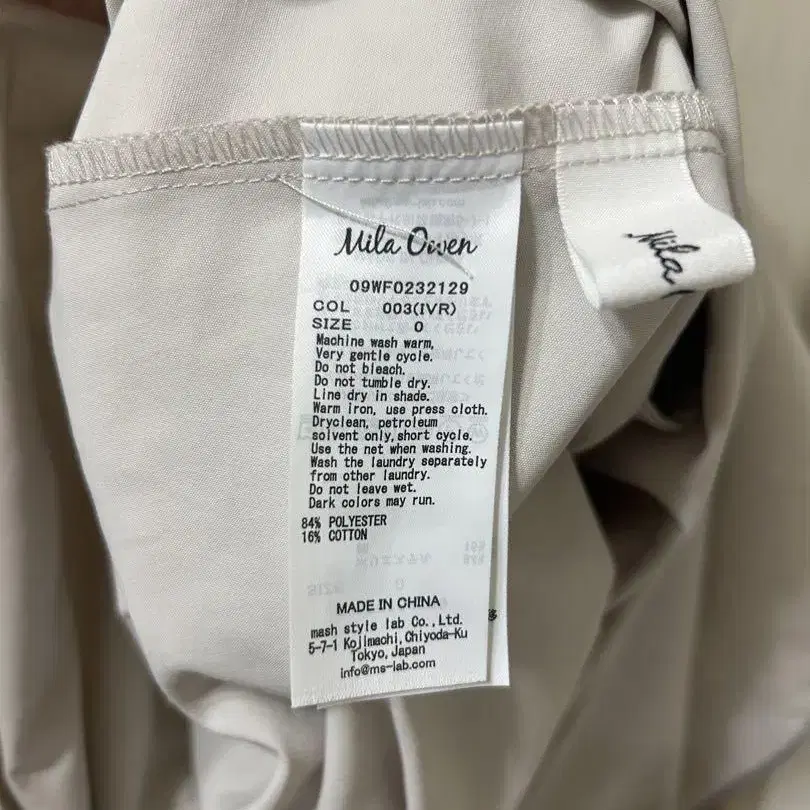 Mila Owen
09WF0232129
COL 003(IVR)
SIZE 0
Machine wash warm,
Very gentle cycle.
Do not bleach.
Do not tumble dry.
Line dry in shade.
Warm iron, use press cloth.
Dryclean, petroleum
solvent only, short cycle.
Use the net when washing.
Wash the laundry separately
from other laundry.
Do not leave wet.
Dark colors may run.
84% POLYESTER
16% COTTON
MADE IN CHINA
mash style lab Co., Ltd.
5-7-1 Kojimachi, Chiyoda-Ku
Tokyo, Japan
info@ms-lab.com
Mila